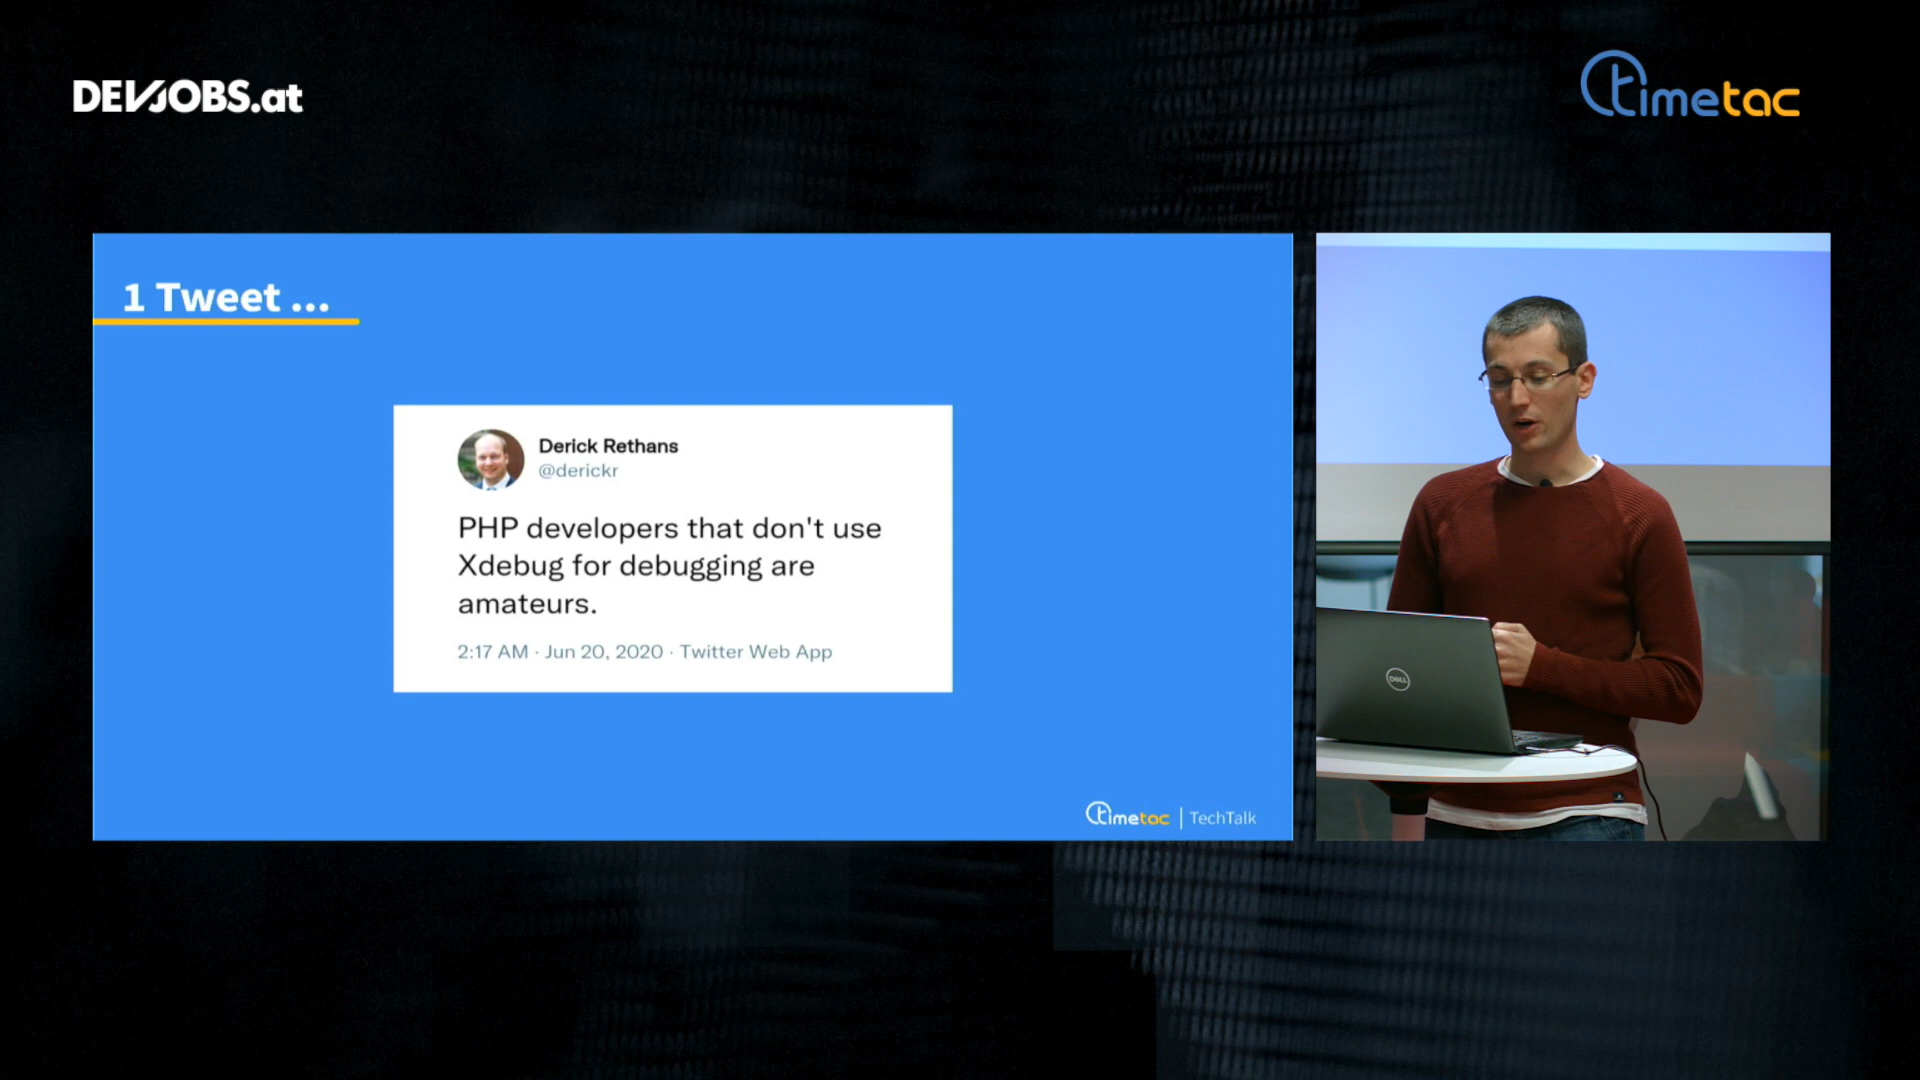 DEVJOBS.at
timetac
1 Tweet ...
Derick Rethans
@derickr
PHP developers that don't use
Xdebug for debugging are
amateurs.
2:17 AM · Jun 20, 2020 · Twitter Web App
timetac | TechTalk
DELL